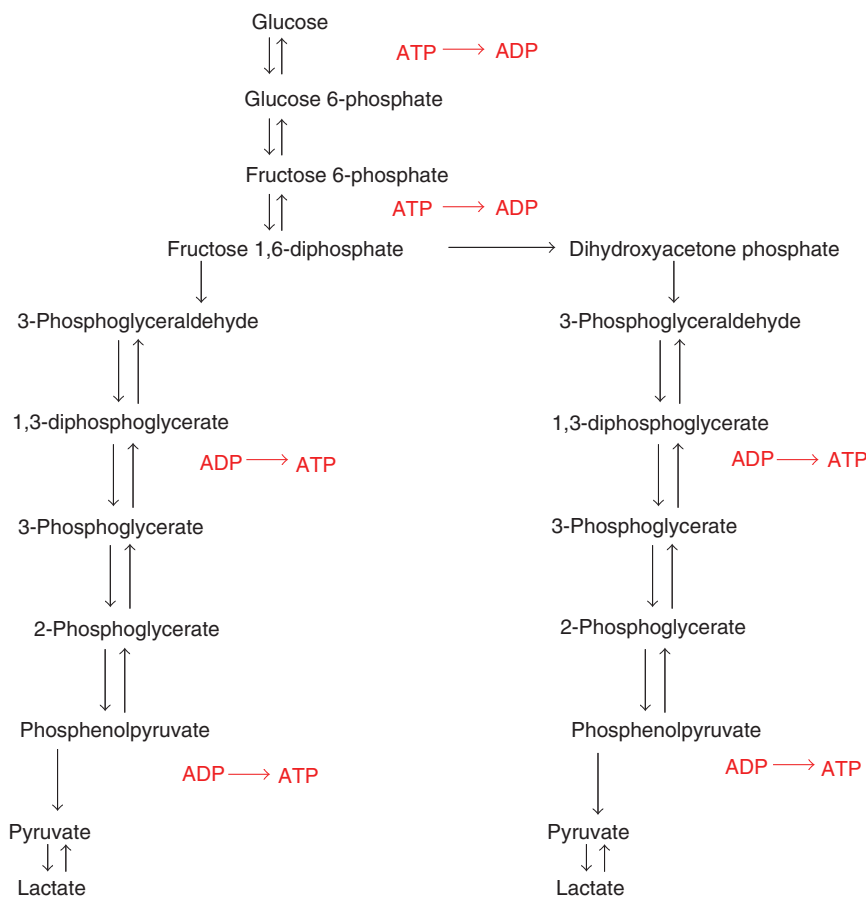 Glucose
ATP → ADP
Glucose 6-phosphate
Fructose 6-phosphate
ATP → ADP
Fructose 1,6-diphosphate
Dihydroxyacetone phosphate
3-Phosphoglyceraldehyde
3-Phosphoglyceraldehyde
1,3-diphosphoglycerate
1,3-diphosphoglycerate
ADP → ATP
ADP → ATP
3-Phosphoglycerate
3-Phosphoglycerate
2-Phosphoglycerate
2-Phosphoglycerate
Phosphenolpyruvate
Phosphenolpyruvate
ADP → ATP
ADP → ATP
Pyruvate
Pyruvate
Lactate
Lactate